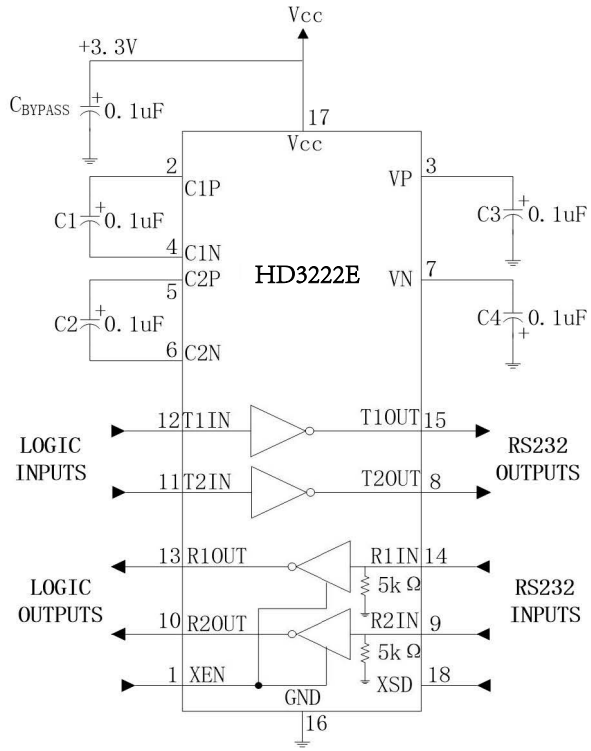 Vcc
+3.3V
CBYPASS + 0.1uF
17
Vcc
2
C1P
VP
3
C1 + 0.1uF
C3 + 0.1uF
4
C1N
HD3222E
C2P
5
VN
7
C2 + 0.1uF
C4 0.1uF
+
6
C2N
LOGIC
INPUTS
12 T1IN
T1OUT 15
11 T2IN
T2OUT 8
RS232
OUTPUTS
LOGIC
OUTPUTS
13 R1OUT
R1IN 14
5kΩ
10 R2OUT
R2IN 9
5kΩ
RS232
INPUTS
1 XEN
XSD 18
GND
16